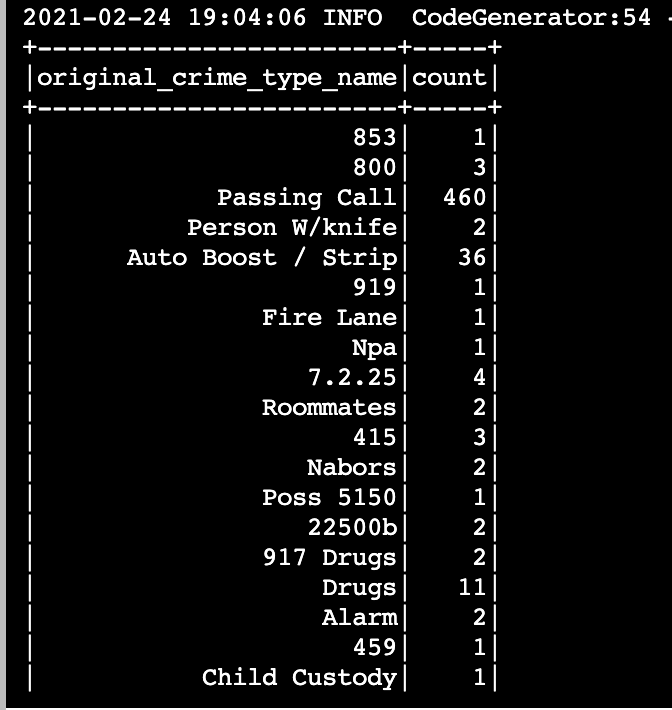 2021-02-24 19:04:06 INFO  CodeGenerator:54 -
+------------------------+-----+
|original_crime_type_name|count|
+------------------------+-----+
|                     853|    1|
|                     800|    3|
|            Passing Call|  460|
|          Person W/knife|    2|
|      Auto Boost / Strip|   36|
|                     919|    1|
|               Fire Lane|    1|
|                     Npa|    1|
|                  7.2.25|    4|
|               Roommates|    2|
|                     415|    3|
|                  Nabors|    2|
|               Poss 5150|    1|
|                  22500b|    2|
|               917 Drugs|    2|
|                   Drugs|   11|
|                   Alarm|    2|
|                     459|    1|
|           Child Custody|    1|